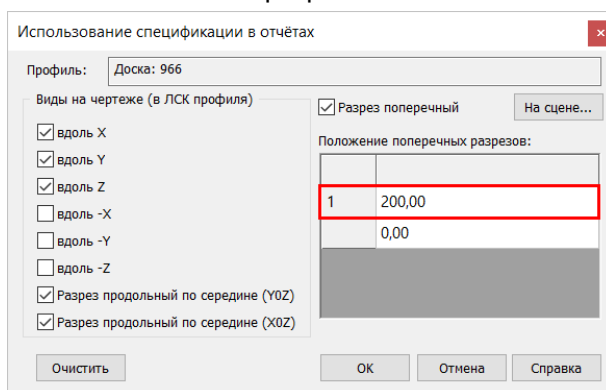 Использование спецификации в отчётах
Профиль: Доска: 966
Виды на чертеже (в ЛСК профиля)
вдоль X
вдоль Y
вдоль Z
вдоль -X
вдоль -Y
вдоль -Z
Разрез продольный по середине (Y0Z)
Разрез продольный по середине (X0Z)
Разрез поперечный
На сцене...
Положение поперечных разрезов:
1 200,00
0,00
Очистить
ОК
Отмена
Справка